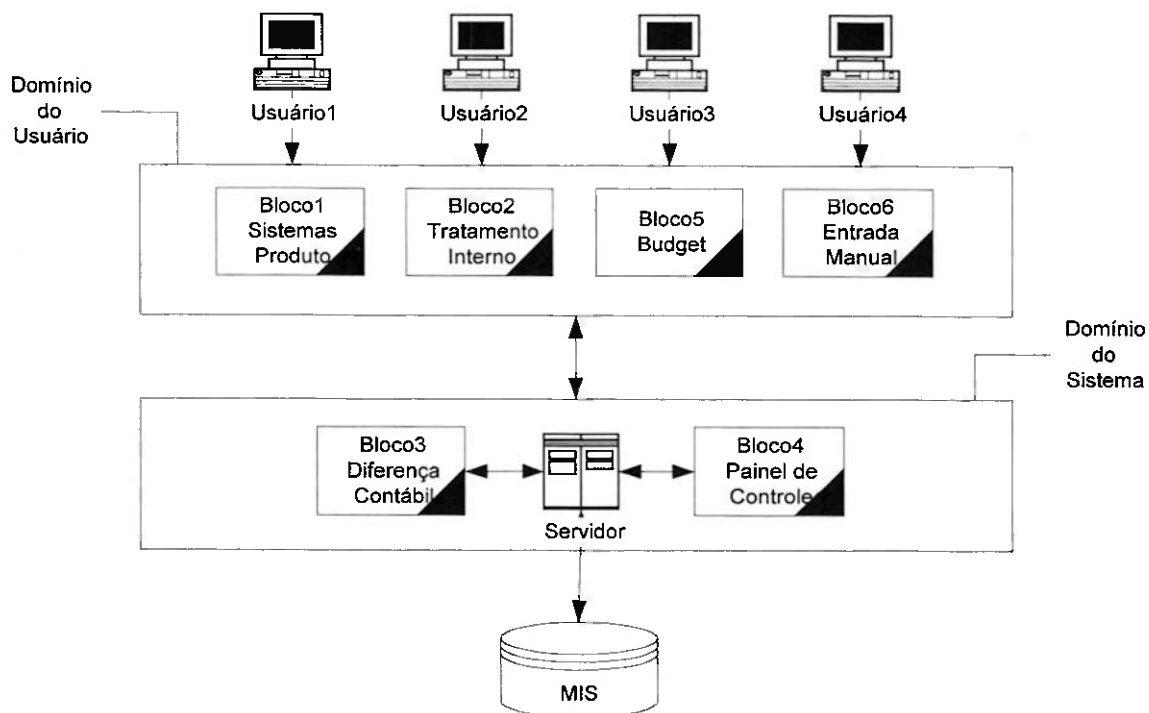 Usuário1
Usuário2
Usuário3
Usuário4
Domínio
do
Usuário
Bloco1
Sistemas
Produto
Bloco2
Tratamento
Interno
Bloco5
Budget
Bloco6
Entrada
Manual
Domínio
do
Sistema
Bloco3
Diferença
Contábil
Servidor
Bloco4
Painel de
Controle
MIS